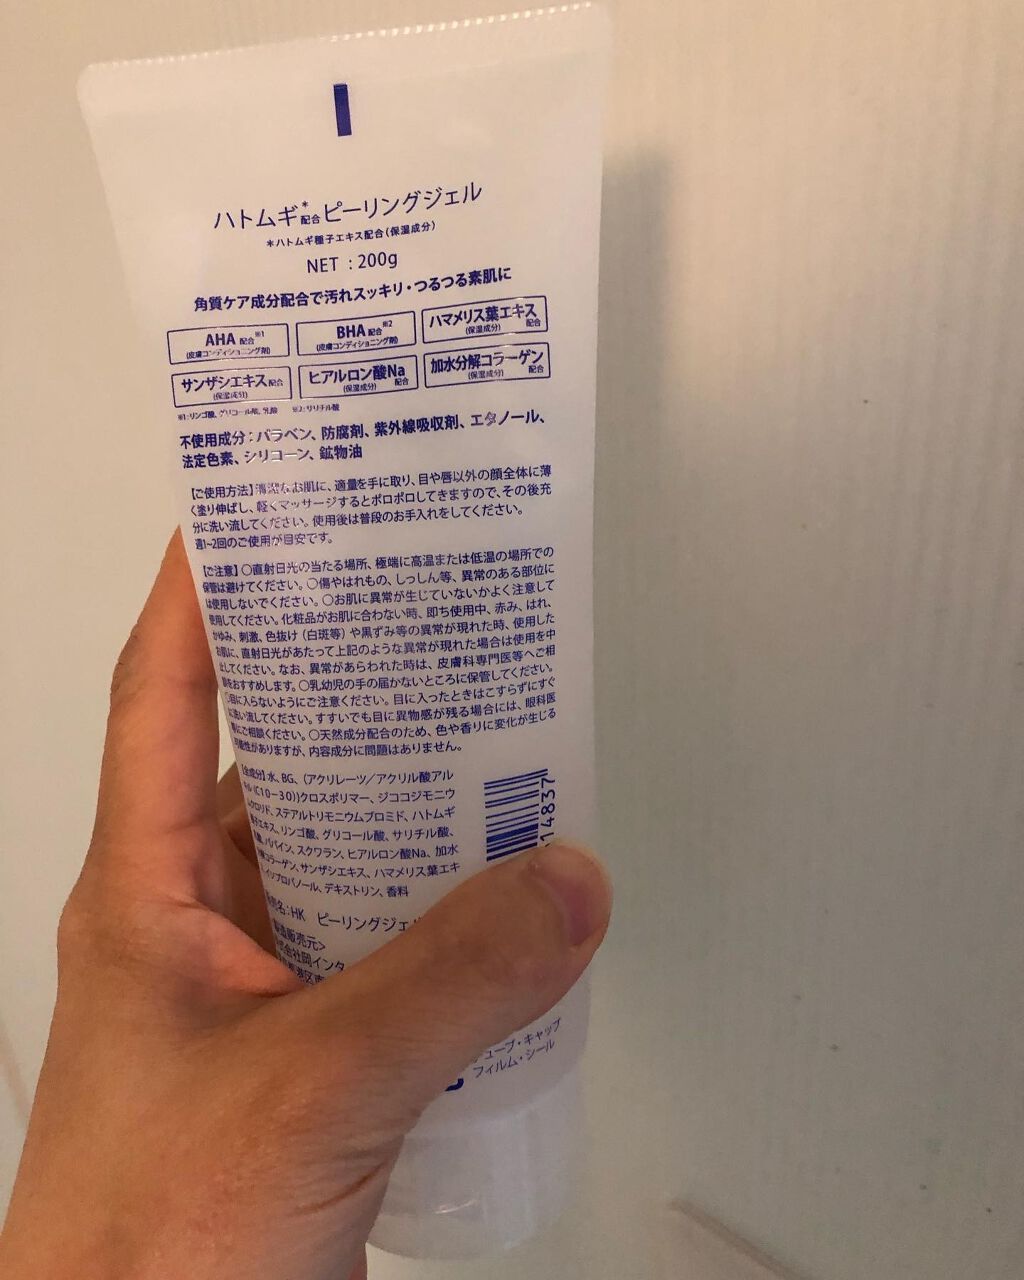 ハトムギ*配合ピーリングジェル
*ハトムギ種子エキス配合(保湿成分)
NET : 200g
角質ケア成分配合で汚れスッキリ・つるつる素肌に
AHA 配合※1
(皮膚コンディショニング剤)
BHA 配合※2
(皮膚コンディショニング剤)
ハマメリス葉エキス
(保湿成分) 配合
サンザシエキス配合
(保湿成分)
ヒアルロン酸Na
(保湿成分) 配合
加水分解コラーゲン
(保湿成分) 配合
※1:リンゴ酸、グリコール酸、乳酸 ※2:サリチル酸
不使用成分:パラベン、防腐剤、紫外線吸収剤、エタノール、
法定色素、シリコーン、鉱物油
【ご使用方法】清潔なお肌に、適量を手に取り、目や唇以外の顔全体に薄
く塗り伸ばし、軽くマッサージするとポロポロしてきますので、その後充
分に洗い流してください。使用後は普段のお手入れをしてください。
週1~2回のご使用が目安です。
【ご注意】○直射日光の当たる場所、極端に高温または低温の場所での
保管は避けてください。○傷やはれもの、しっしん等、異常のある部位に
は使用しないでください。○お肌に異常が生じていないかよく注意して
使用してください。化粧品がお肌に合わない時、即ち使用中、赤み、はれ、
かゆみ、刺激、色抜け(白斑等)や黒ずみ等の異常が現れた時、使用した
お肌に、直射日光があたって上記のような異常が現れた場合は使用を中
止してください。なお、異常があらわれた時は、皮膚科専門医等へご相
談をおすすめします。○乳幼児の手の届かないところに保管してください。
○目に入らないようにご注意ください。目に入ったときはこすらずにすぐ
に洗い流してください。すすいでも目に異物感が残る場合には、眼科医
等にご相談ください。○天然成分配合のため、色や香りに変化が生じる
可能性がありますが、内容成分に問題はありません。
【全成分】水、BG、(アクリレーツ/アクリル酸アル
キル(C10-30))クロスポリマー、ジココジモニウ
ムクロリド、ステアルトリモニウムブロミド、ハトムギ
種子エキス、リンゴ酸、グリコール酸、サリチル酸、
パパイン、スクワラン、ヒアルロン酸Na、加水
コラーゲン、サンザシエキス、ハマメリス葉エキ
イソプロパノール、デキストリン、香料
名:HK ピーリングジェ
販売元>
会社岡インタ
港区南
14837
チューブ・キャップ
フィルム・シール